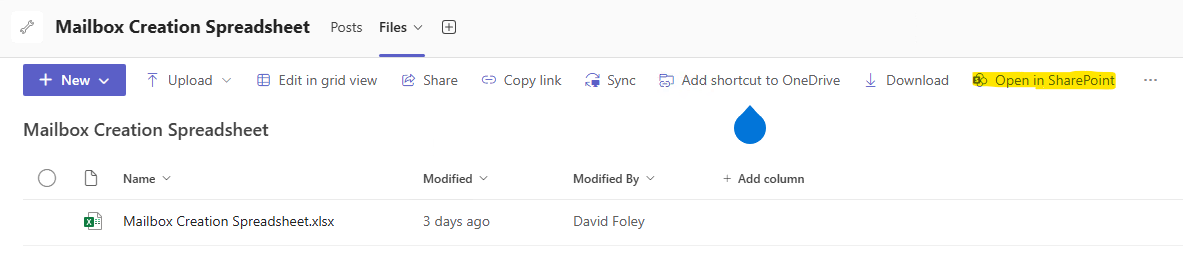 Mailbox Creation Spreadsheet Posts Files
New Upload Edit in grid view Share Copy link Sync Add shortcut to OneDrive Download Open in SharePoint
Mailbox Creation Spreadsheet
Name Modified Modified By + Add column
Mailbox Creation Spreadsheet.xlsx 3 days ago David Foley